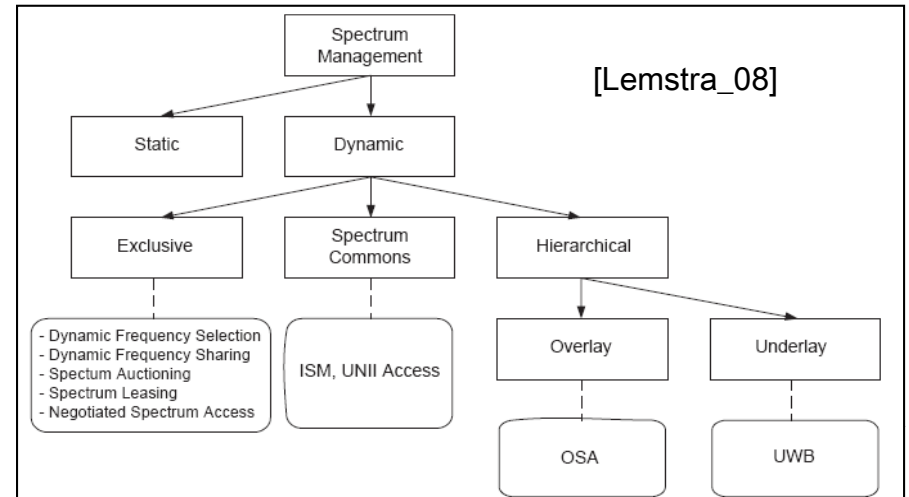 Spectrum
Management
[Lemstra_08]
Static
Dynamic
Exclusive
Spectrum
Commons
Hierarchical
- Dynamic Frequency Selection
- Dynamic Frequency Sharing
- Spectum Auctioning
- Spectrum Leasing
- Negotiated Spectrum Access
ISM, UNII Access
Overlay
Underlay
OSA
UWB